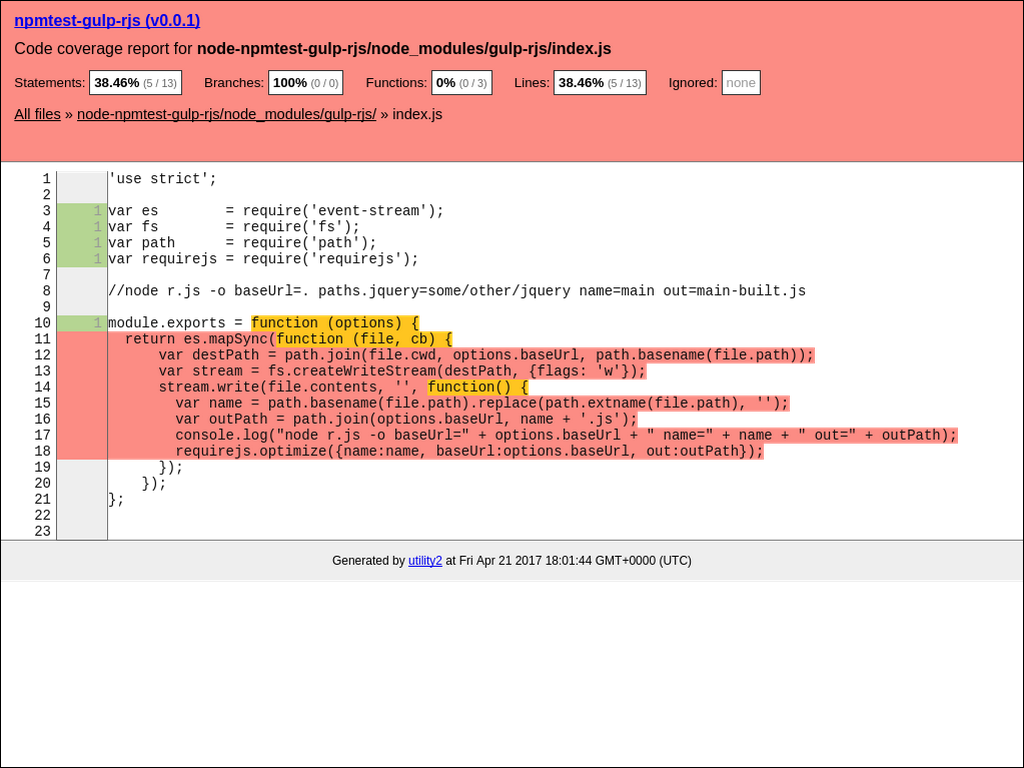 npmtest-gulp-rjs (v0.0.1)
Code coverage report for node-npmtest-gulp-rjs/node_modules/gulp-rjs/index.js
Statements: 38.46% (5 / 13) Branches: 100% (0 / 0) Functions: 0% (0 / 3) Lines: 38.46% (5 / 13) Ignored: none
All files » node-npmtest-gulp-rjs/node_modules/gulp-rjs/ » index.js
1 'use strict';
2
3 1 var es        = require('event-stream');
4 1 var fs        = require('fs');
5 1 var path      = require('path');
6 1 var requirejs = require('requirejs');
7
8 //node r.js -o baseUrl=. paths.jquery=some/other/jquery name=main out=main-built.js
9
10 1 module.exports = function (options) {
11   return es.mapSync(function (file, cb) {
12       var destPath = path.join(file.cwd, options.baseUrl, path.basename(file.path));
13       var stream = fs.createWriteStream(destPath, {flags: 'w'});
14       stream.write(file.contents, '', function() {
15         var name = path.basename(file.path).replace(path.extname(file.path), '');
16         var outPath = path.join(options.baseUrl, name + '.js');
17         console.log("node r.js -o baseUrl=" + options.baseUrl + " name=" + name + " out=" + outPath);
18         requirejs.optimize({name:name, baseUrl:options.baseUrl, out:outPath});
19       });
20     });
21 };
22
23
Generated by utility2 at Fri Apr 21 2017 18:01:44 GMT+0000 (UTC)